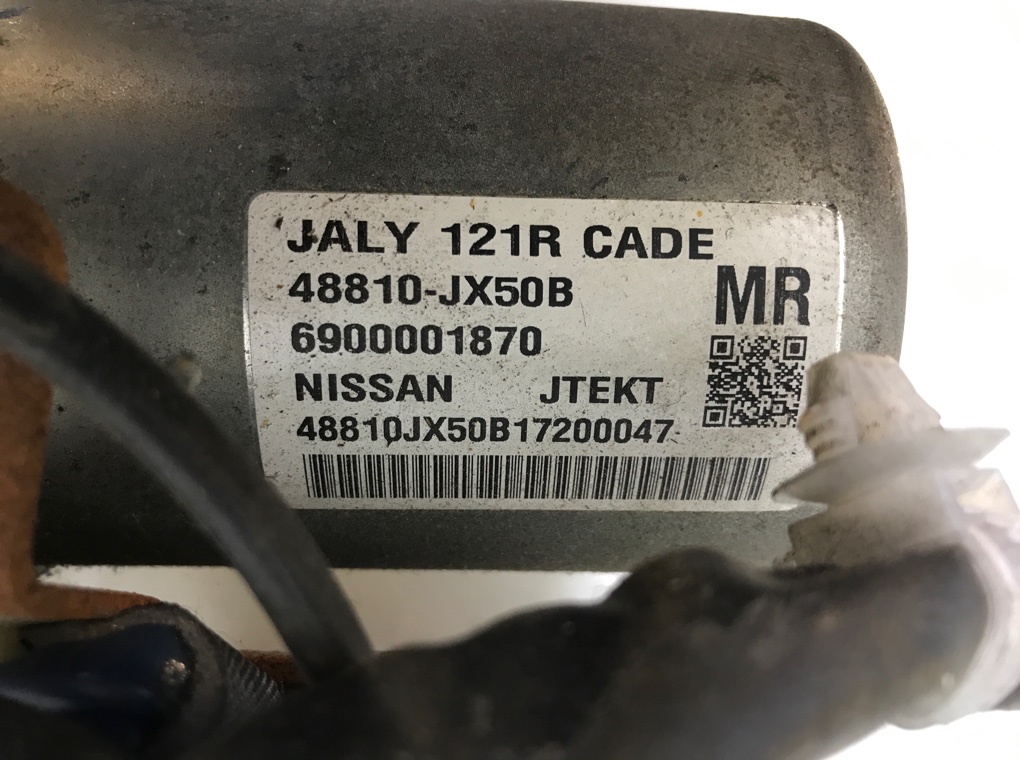 JALY 121R CADE
48810-JX50B
MR
6900001870
NISSAN JTEKT
48810JX50B17200047